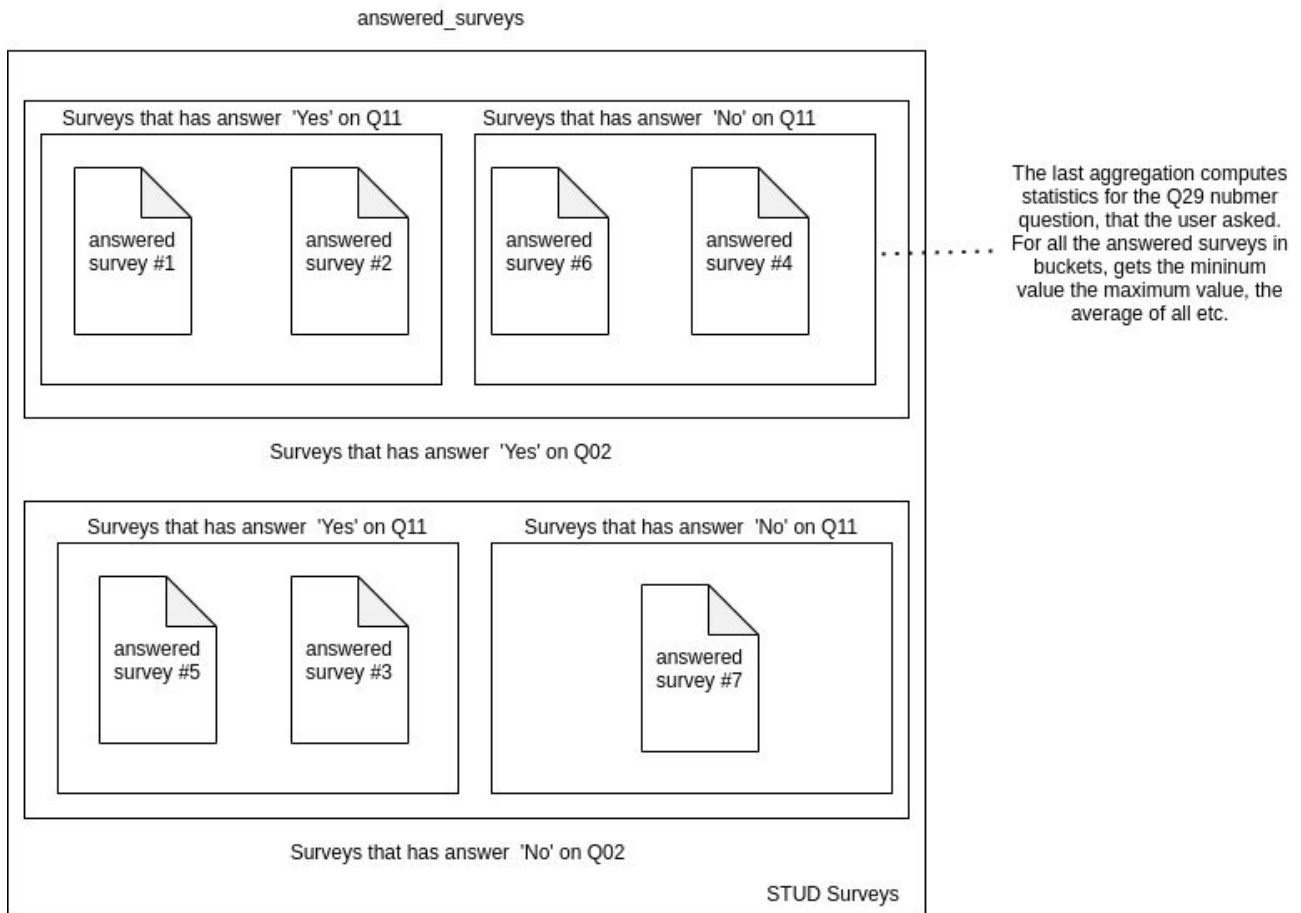 answered_surveys
Surveys that has answer 'Yes' on Q11
Surveys that has answer 'No' on Q11
answered
survey #1
answered
survey #2
answered
survey #6
answered
survey #4
The last aggregation computes
statistics for the Q29 nubmer
question, that the user asked.
For all the answered surveys in
buckets, gets the mininum
value the maximum value, the
average of all etc.
Surveys that has answer 'Yes' on Q02
Surveys that has answer 'Yes' on Q11
Surveys that has answer 'No' on Q11
answered
survey #5
answered
survey #3
answered
survey #7
Surveys that has answer 'No' on Q02
STUD Surveys